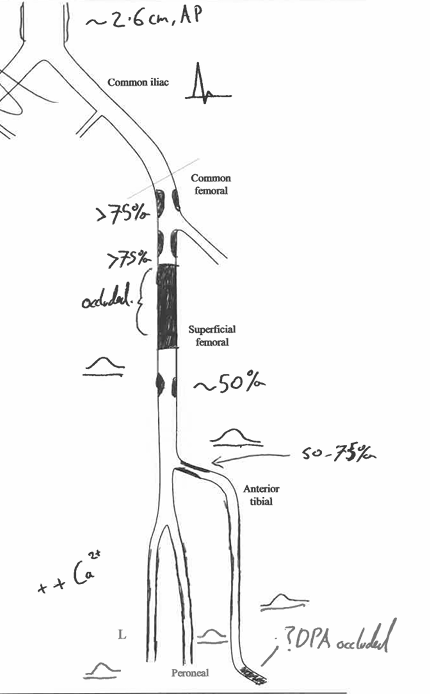 ~2.6cm, AP
Common iliac
Common
femoral
>75%
>75%
occluded.
Superficial
femoral
~50%
50-75%
Anterior
tibial
++ Ca²⁺
L
?DPA occluded
Peroneal